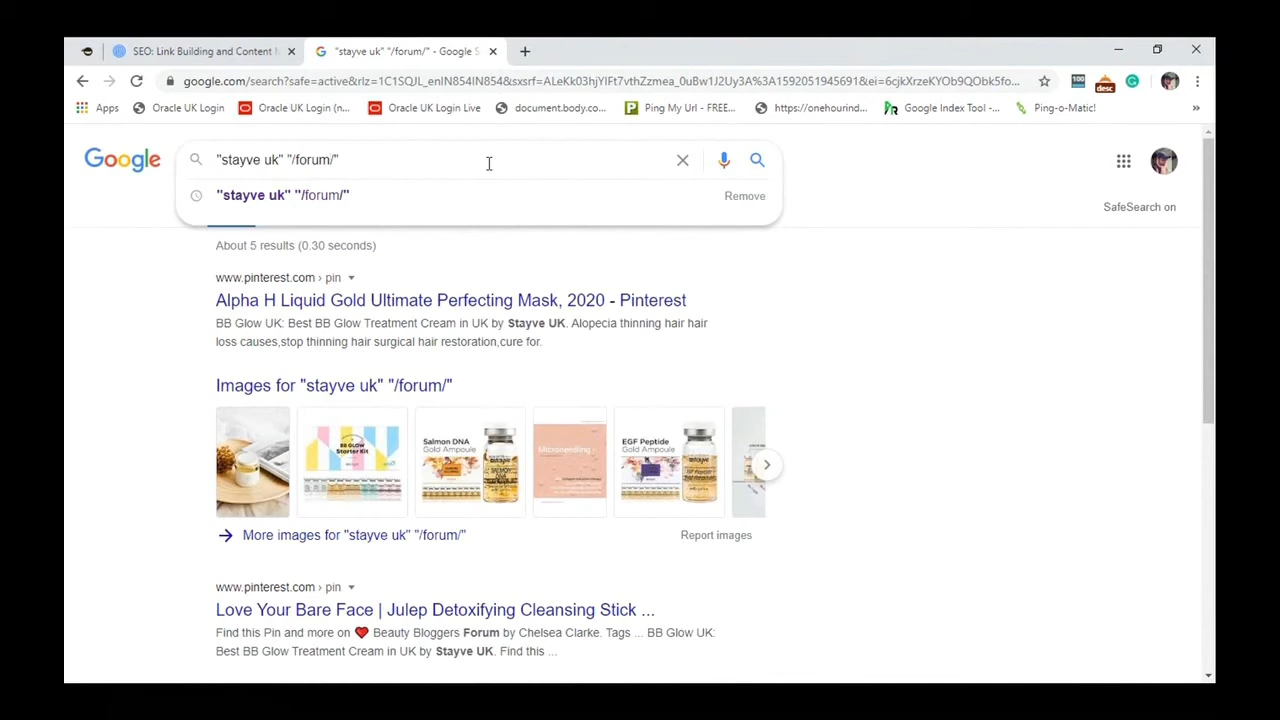 SEO: Link Building and Content M
"stayve uk" "/forum/" - Google S
google.com/search?safe=active&rlz=1C1SQJL_enIN854IN854&sxsrf=ALeKk03hjYIFt7vthZzmea_0uBw1J2Uy3A%3A1592051945691&ei=6cjkXrzeKYOb9QObk5fo...
100
desc
Apps
Oracle UK Login
Oracle UK Login (n...
Oracle UK Login Live
document.body.co...
Ping My Url - FREE...
https://onehourind...
Google Index Tool -...
Ping-o-Matic!
Google
"stayve uk" "/forum/"
"stayve uk" "/forum/"
Remove
SafeSearch on
About 5 results (0.30 seconds)
www.pinterest.com › pin
Alpha H Liquid Gold Ultimate Perfecting Mask, 2020 - Pinterest
BB Glow UK: Best BB Glow Treatment Cream in UK by Stayve UK. Alopecia thinning hair hair
loss causes,stop thinning hair surgical hair restoration,cure for.
Images for "stayve uk" "/forum/"
BB GLOW
Starter Kit
Salmon DNA
Gold Ampoule
Microneedling -
EGF Peptide
Gold Ampoule
More images for "stayve uk" "/forum/"
Report images
www.pinterest.com › pin
Love Your Bare Face | Julep Detoxifying Cleansing Stick ...
Find this Pin and more on ❤ Beauty Bloggers Forum by Chelsea Clarke. Tags ... BB Glow UK:
Best BB Glow Treatment Cream in UK by Stayve UK. Find this ...